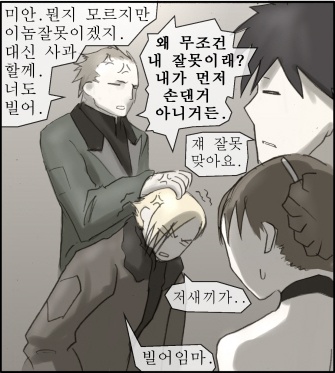 미안.뭔지 모르지만
이놈잘못이겠지.
대신 사과
할께.
너도
빌어.
왜 무조건
내 잘못이래?
내가 먼저
손댄거
아니거든.
쟤 잘못
맞아요.
저새끼가..
빌어임마.